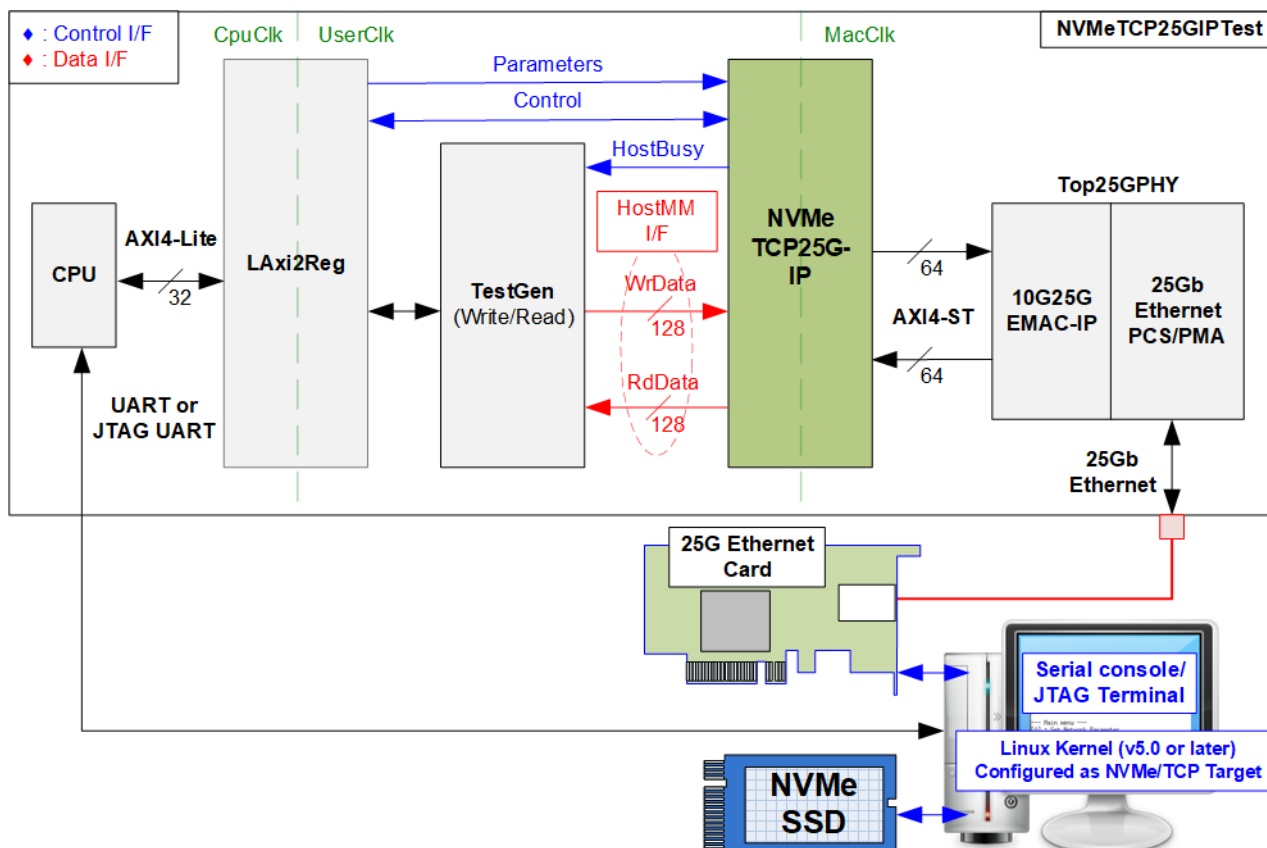 ♦ : Control I/F
♦ : Data I/F
CpuClk
UserClk
MacClk
NVMeTCP25GIPTest
Parameters
Control
HostBusy
HostMM
I/F
WrData
128
RdData
128
CPU
AXI4-Lite
32
LAxi2Reg
TestGen
(Write/Read)
NVMe
TCP25G-
IP
64
AXI4-ST
64
Top25GPHY
10G25G
EMAC-IP
25Gb
Ethernet
PCS/PMA
UART or
JTAG UART
25Gb
Ethernet
25G Ethernet
Card
Serial console/
JTAG Terminal
--- Main menu ---
Linux Kernel (v5.0 or later)
Configured as NVMe/TCP Target
NVMe
SSD